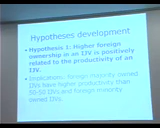 Hypotheses development
• Hypothesis 1: Higher foreign
ownership in an IJV is positively
related to the productivity of an
IJV.
• Implications: foreign majority owned
IJVs have higher productivity than
50-50 IJVs and foreign minority
owned IJVs.